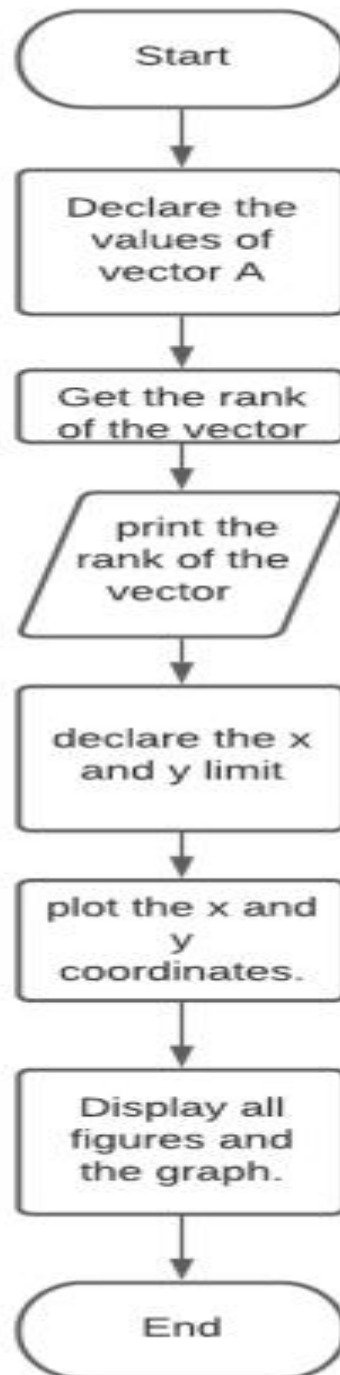 Start
Declare the
values of
vector A
Get the rank
of the vector
print the
rank of the
vector
declare the x
and y limit
plot the x and
y
coordinates.
Display all
figures and
the graph.
End